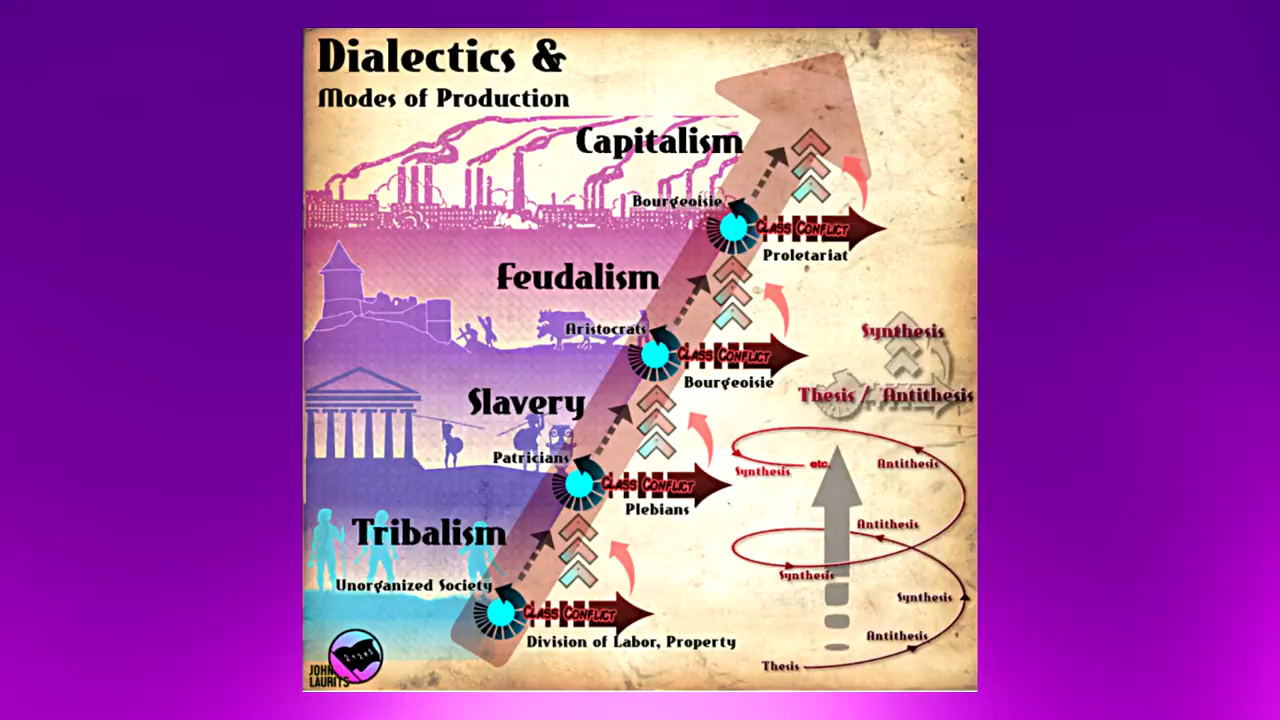 Dialectics &
Modes of Production
Capitalism
Bourgeoisie
Class Conflict
Proletariat
Feudalism
Aristocrats
Class Conflict
Bourgeoisie
Slavery
Patricians
Class Conflict
Plebians
Tribalism
Unorganized Society
Class Conflict
Division of Labor, Property
Synthesis
Thesis / Antithesis
Synthesis
etc.
Antithesis
Antithesis
Synthesis
Synthesis
Antithesis
Thesis
JOHN
LAURITS